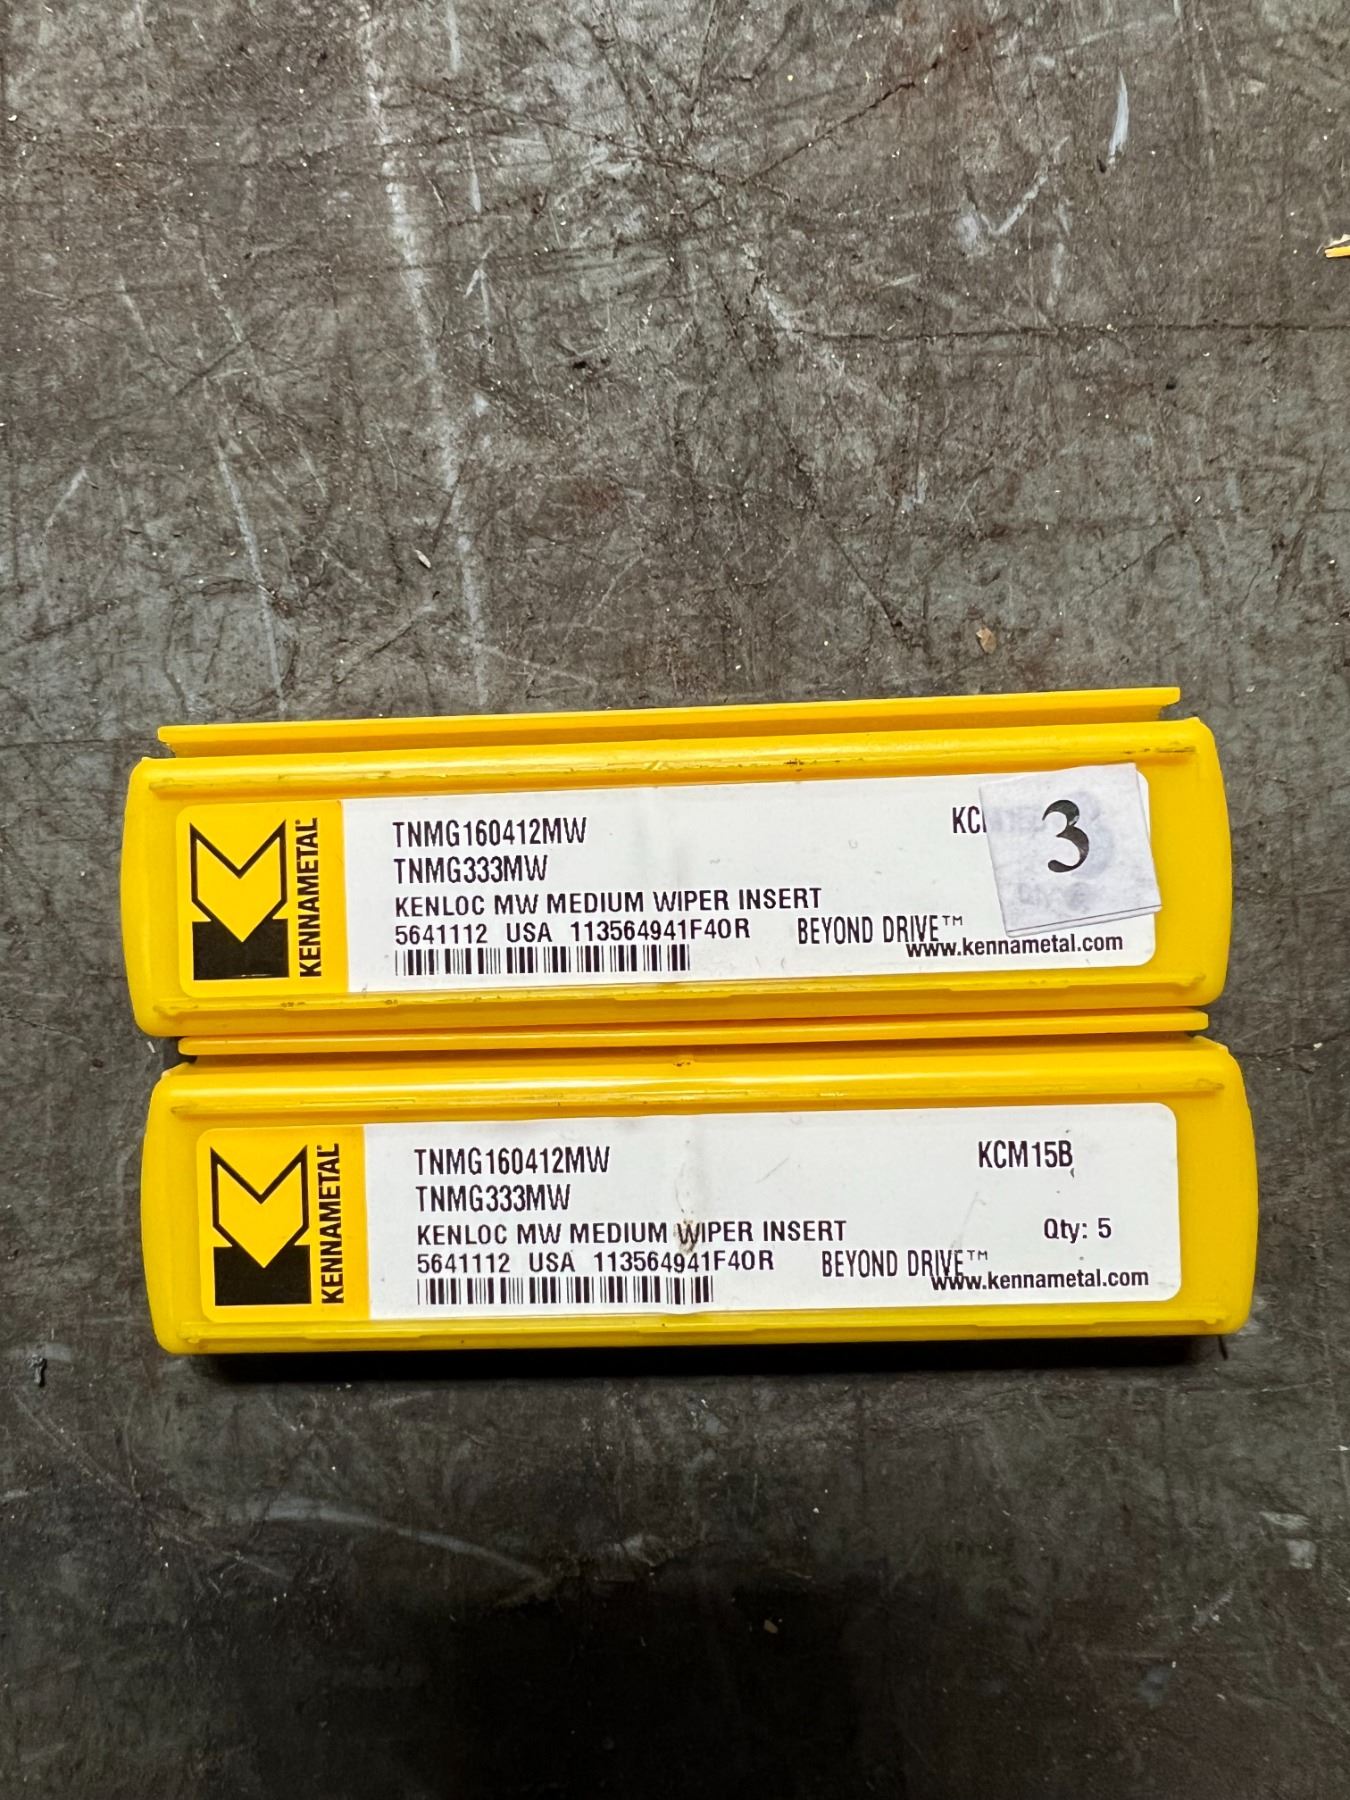 KENNAMETAL
TNMG160412MW KC
3
TNMG333MW
KENLOC MW MEDIUM WIPER INSERT
5641112 USA 113564941F40R BEYOND DRIVE™
www.kennametal.com
KENNAMETAL
TNMG160412MW KCM15B
TNMG333MW
KENLOC MW MEDIUM WIPER INSERT Qty: 5
5641112 USA 113564941F40R BEYOND DRIVE™
www.kennametal.com